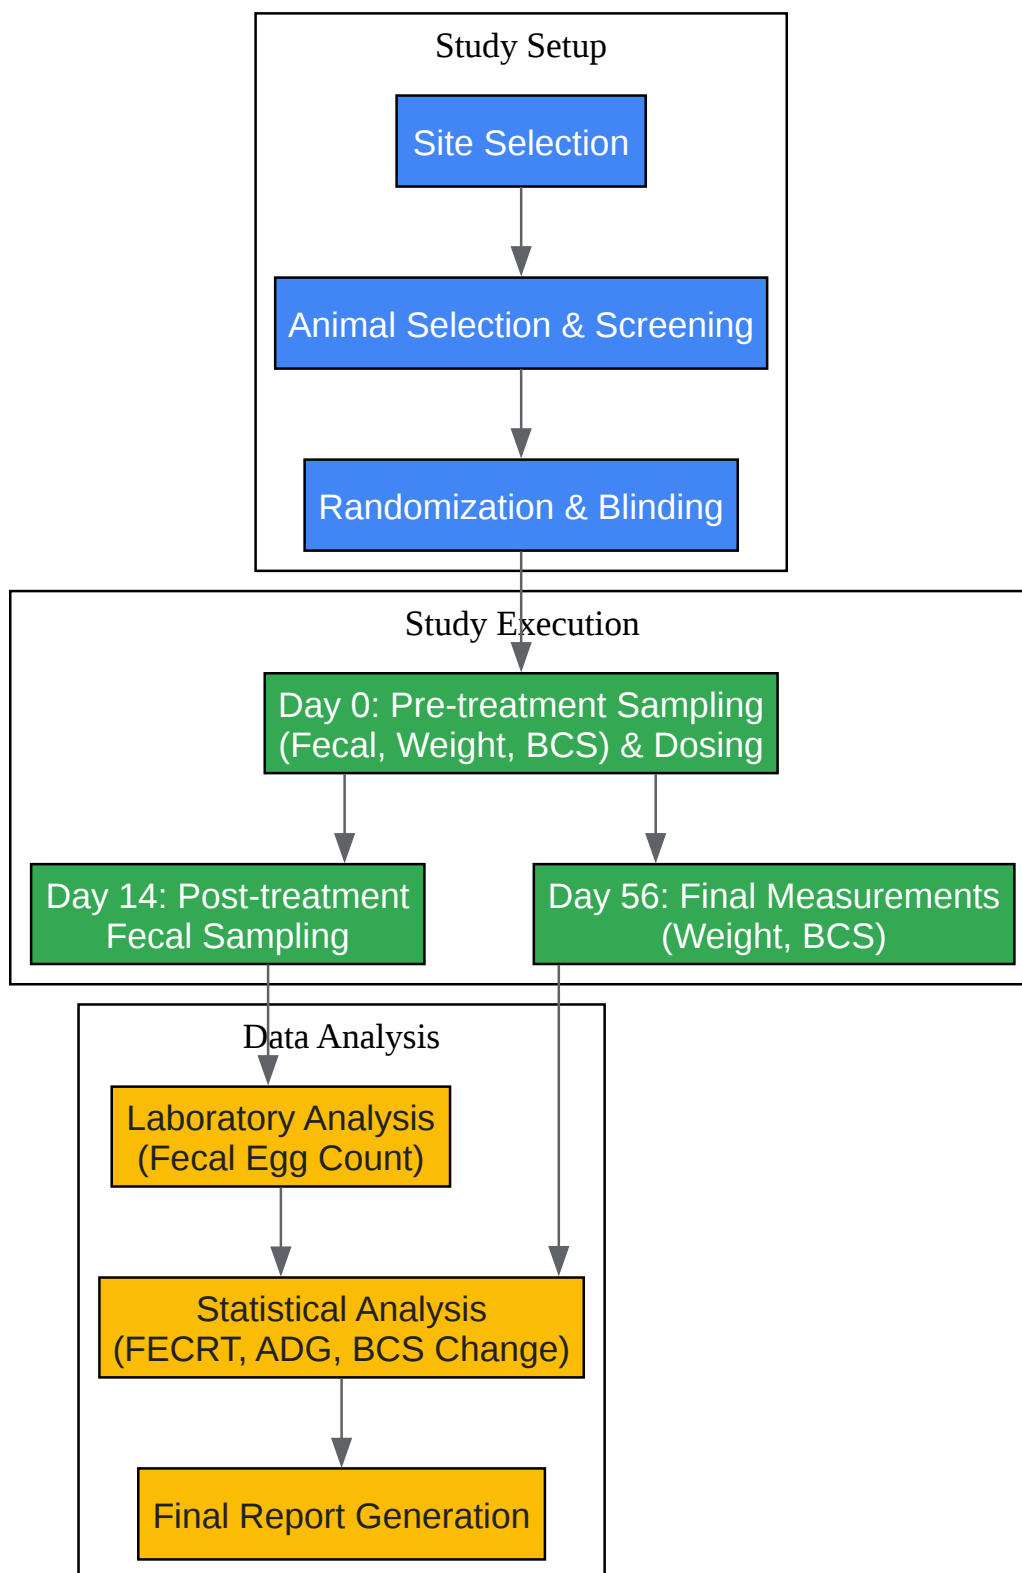 Study Setup
Site Selection
Animal Selection & Screening
Randomization & Blinding
Study Execution
Day 0: Pre-treatment Sampling
(Fecal, Weight, BCS) & Dosing
Day 14: Post-treatment
Fecal Sampling
Day 56: Final Measurements
(Weight, BCS)
Data Analysis
Laboratory Analysis
(Fecal Egg Count)
Statistical Analysis
(FECRT, ADG, BCS Change)
Final Report Generation